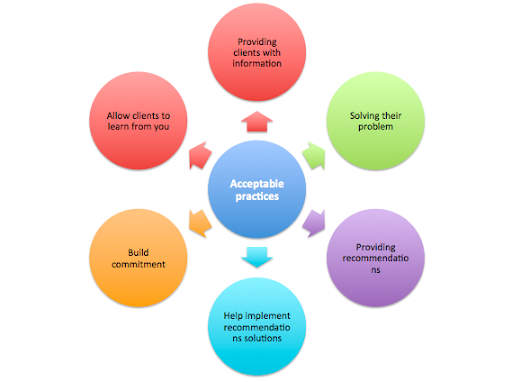 Providing
clients with
information
Allow clients to
learn from you
Solving their
problem
Acceptable
practices
Build
commitment
Providing
recommendatio
ns
Help implement
recommendatio
ns solutions